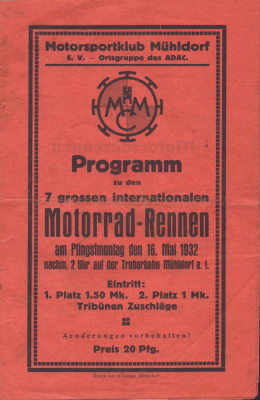 Motorsportklub Mühldorf
E. V. — Ortsgruppe des ADAC.
MMC
Programm
zu den
7 grossen internationalen
Motorrad-Rennen
am Pfingstmontag den 16. Mai 1932
nachm. 2 Uhr auf der Traberbahn Mühldorf a. I.
Eintritt:
1. Platz 1.50 Mk. 2. Platz 1 Mk.
Tribünen Zuschläge
Aenderungen vorbehalten!
Preis 20 Pfg.